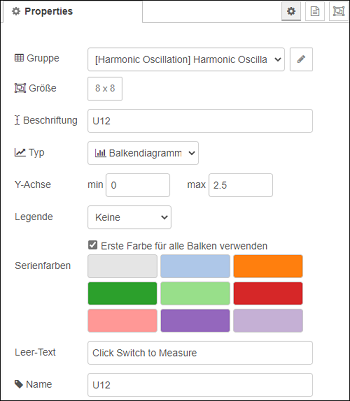 Properties
Gruppe [Harmonic Oscillation] Harmonic Oscilla
Größe 8 x 8
Beschriftung U12
Typ Balkendiagramm
Y-Achse min 0 max 2.5
Legende Keine
Erste Farbe für alle Balken verwenden
Serienfarben
Leer-Text Click Switch to Measure
Name U12